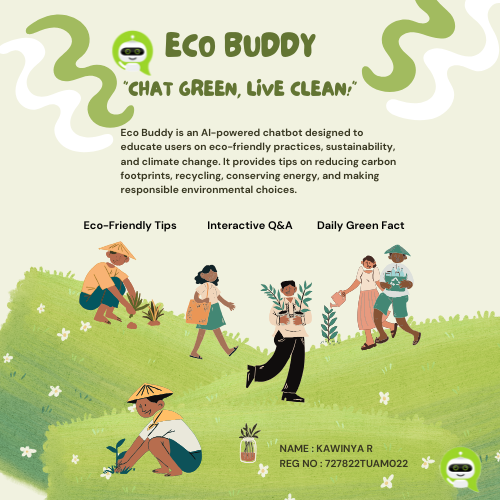 ECO BUDDY
"CHAT GREEN, LIVE CLEAN!"
Eco Buddy is an AI-powered chatbot designed to
educate users on eco-friendly practices, sustainability,
and climate change. It provides tips on reducing carbon
footprints, recycling, conserving energy, and making
responsible environmental choices.
Eco-Friendly Tips Interactive Q&A Daily Green Fact
NAME : KAWINYA R
REG NO : 727822TUAM022